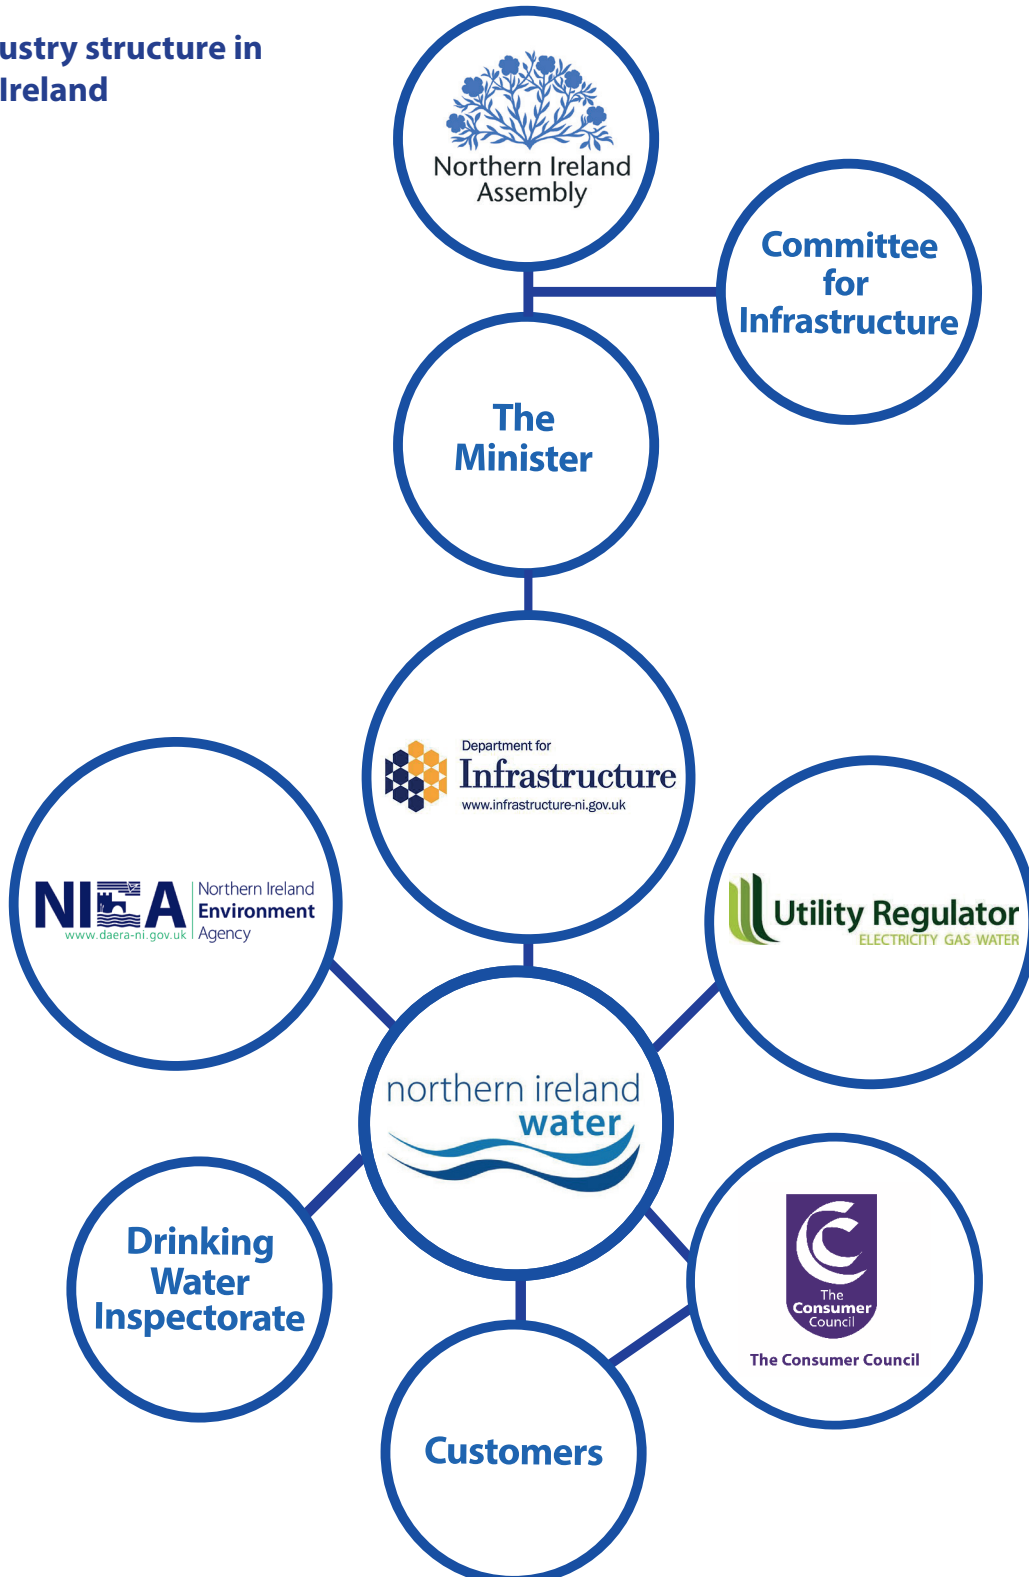 ustry structure in
Ireland
Northern Ireland
Assembly
Committee
for
Infrastructure
The
Minister
Department for
Infrastructure
www.infrastructure-ni.gov.uk
NIEA
www.daera-ni.gov.uk
Northern Ireland
Environment
Agency
Utility Regulator
ELECTRICITY GAS WATER
northern ireland
water
Drinking
Water
Inspectorate
The
Consumer
Council
The Consumer Council
Customers